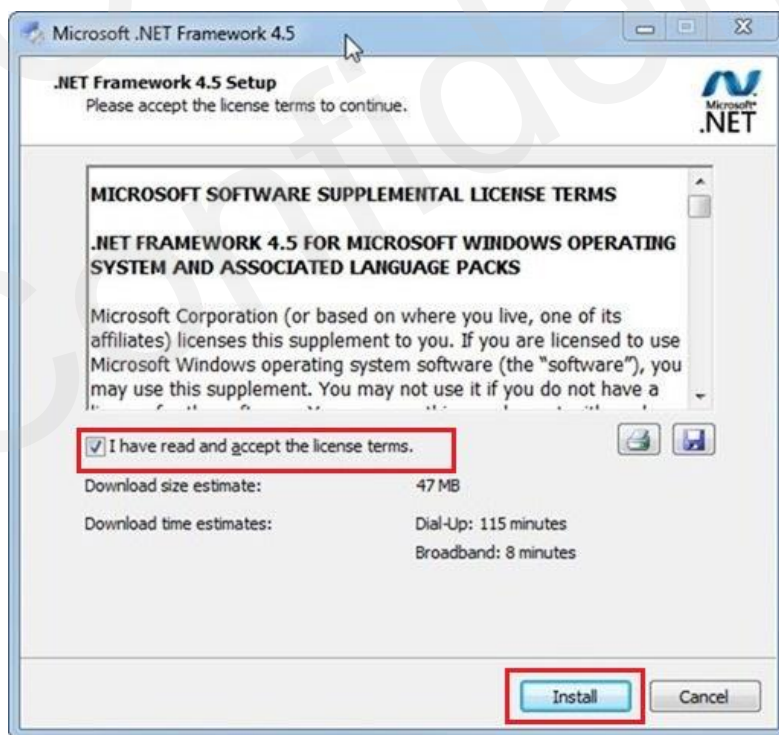 Confiden
Microsoft .NET Framework 4.5
.NET Framework 4.5 Setup
Please accept the license terms to continue.
Microsoft
.NET
MICROSOFT SOFTWARE SUPPLEMENTAL LICENSE TERMS
.NET FRAMEWORK 4.5 FOR MICROSOFT WINDOWS OPERATING
SYSTEM AND ASSOCIATED LANGUAGE PACKS
Microsoft Corporation (or based on where you live, one of its
affiliates) licenses this supplement to you. If you are licensed to use
Microsoft Windows operating system software (the “software”), you
may use this supplement. You may not use it if you do not have a
I have read and accept the license terms.
Download size estimate: 47 MB
Download time estimates: Dial-Up: 115 minutes
Broadband: 8 minutes
Install Cancel